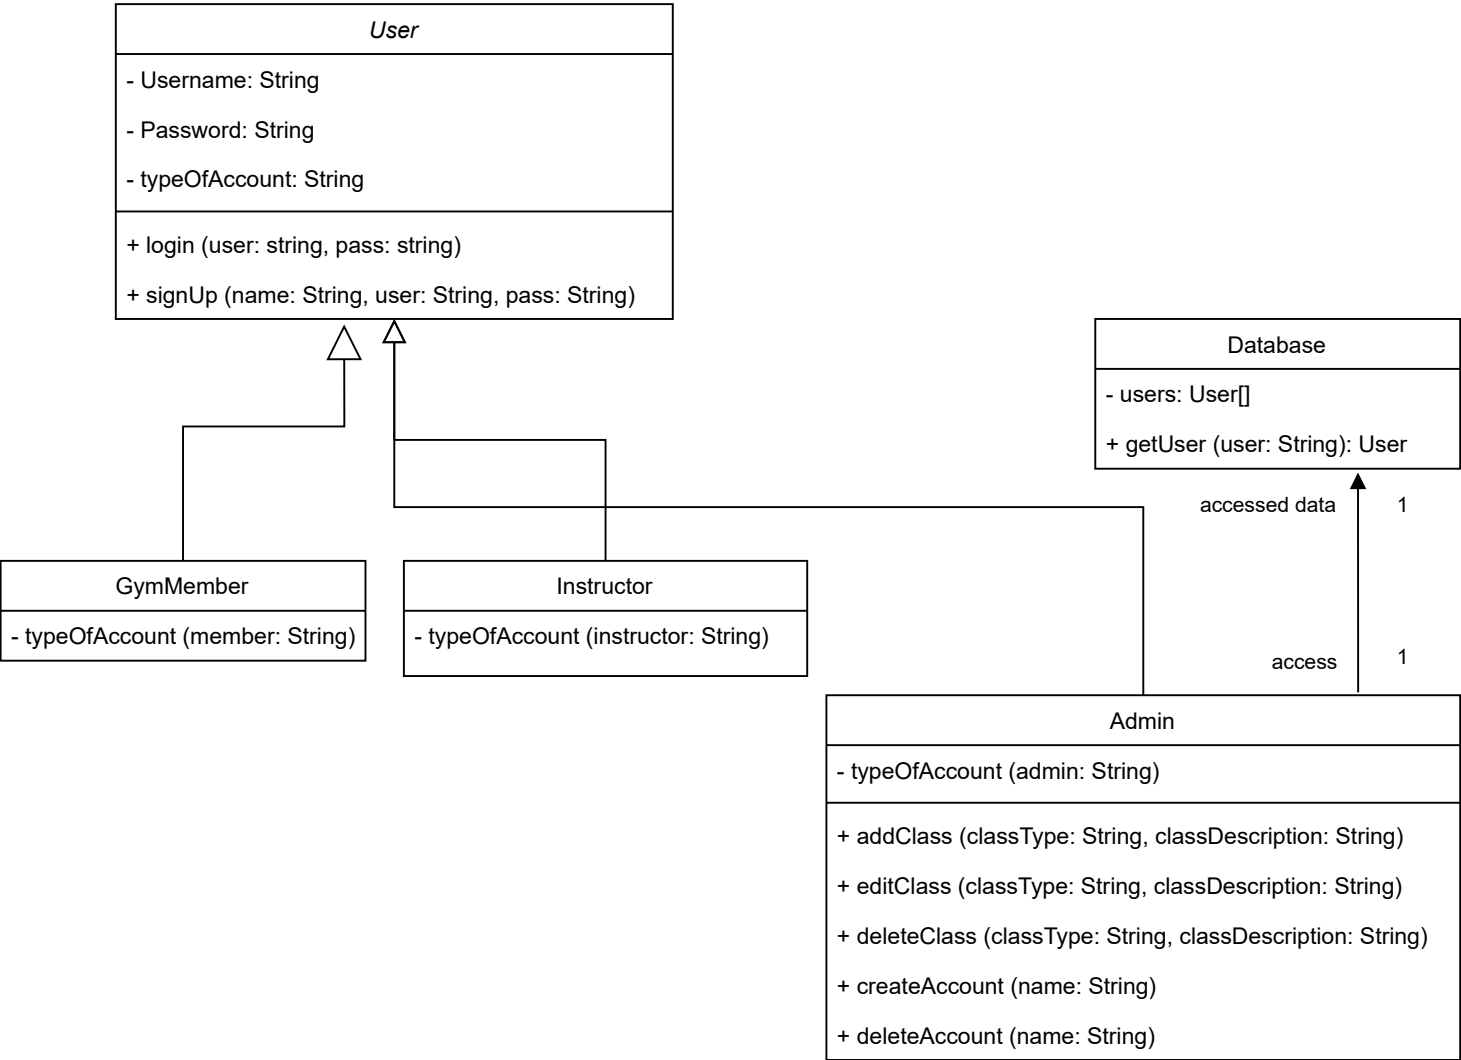 User
- Username: String
- Password: String
- typeOfAccount: String
+ login (user: string, pass: string)
+ signUp (name: String, user: String, pass: String)
Database
- users: User[]
+ getUser (user: String): User
accessed data 1
access 1
GymMember
- typeOfAccount (member: String)
Instructor
- typeOfAccount (instructor: String)
Admin
- typeOfAccount (admin: String)
+ addClass (classType: String, classDescription: String)
+ editClass (classType: String, classDescription: String)
+ deleteClass (classType: String, classDescription: String)
+ createAccount (name: String)
+ deleteAccount (name: String)